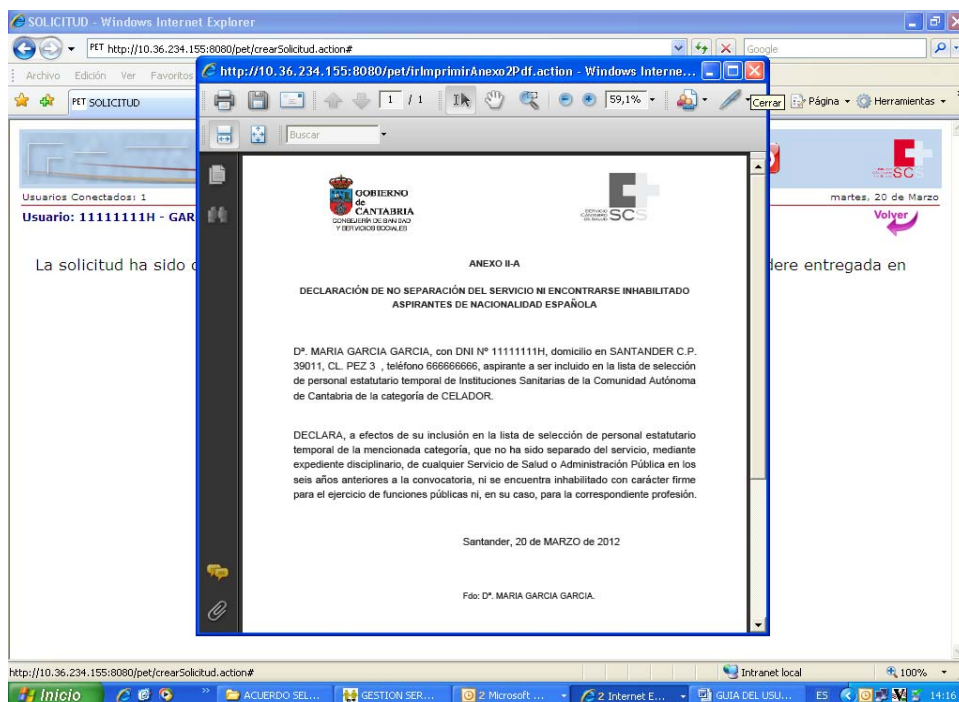 SOLICITUD - Windows Internet Explorer
PET http://10.36.234.155:8080/pet/crearSolicitud.action#
Google
Archivo Edición Ver Favoritos
PET SOLICITUD
Página
Herramientas
http://10.36.234.155:8080/pet/irImprimirAnexo2Pdf.action - Windows Interne...
Cerrar
1 / 1
59,1%
Buscar
Usuarios Conectados: 1
martes, 20 de Marzo
Usuario: 11111111H - GAR
Volver
SCS
La solicitud ha sido
dere entregada en
GOBIERNO
de
CANTABRIA
CONSEJERÍA DE SANIDAD
Y SERVICIOS SOCIALES
SERVICIO
CÁNTABRO
DE SALUD
SCS
ANEXO II-A
DECLARACIÓN DE NO SEPARACIÓN DEL SERVICIO NI ENCONTRARSE INHABILITADO
ASPIRANTES DE NACIONALIDAD ESPAÑOLA
Dª. MARIA GARCIA GARCIA, con DNI Nº 11111111H, domicilio en SANTANDER C.P.
39011, CL. PEZ 3 , teléfono 666666666, aspirante a ser incluido en la lista de selección
de personal estatutario temporal de Instituciones Sanitarias de la Comunidad Autónoma
de Cantabria de la categoría de CELADOR.
DECLARA, a efectos de su inclusión en la lista de selección de personal estatutario
temporal de la mencionada categoría, que no ha sido separado del servicio, mediante
expediente disciplinario, de cualquier Servicio de Salud o Administración Pública en los
seis años anteriores a la convocatoria, ni se encuentra inhabilitado con carácter firme
para el ejercicio de funciones públicas ni, en su caso, para la correspondiente profesión.
Santander, 20 de MARZO de 2012
Fdo: Dª. MARIA GARCIA GARCIA.
http://10.36.234.155:8080/pet/crearSolicitud.action#
Intranet local
100%
Inicio
ACUERDO SEL...
GESTION SER...
2 Microsoft ...
2 Internet E...
GUIA DEL USU...
ES
14:16